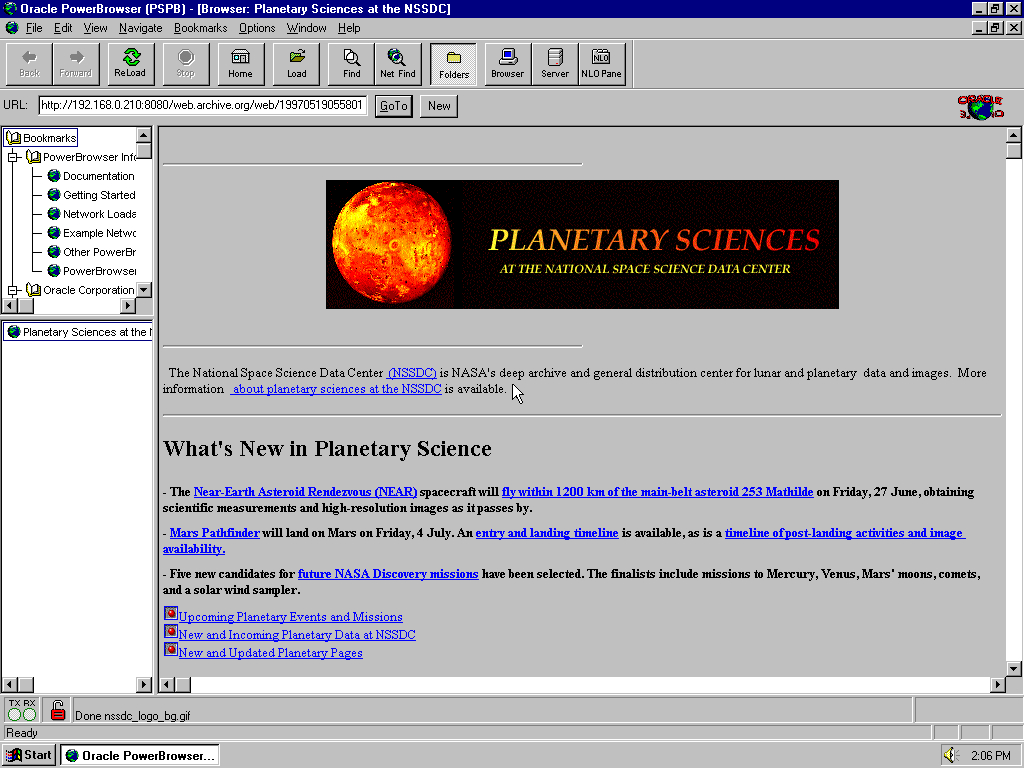 Oracle PowerBrowser (PSPB) - [Browser: Planetary Sciences at the NSSDC]
File Edit View Navigate Bookmarks Options Window Help
Back Forward ReLoad Stop Home Load Find Net Find Folders Browser Server NLO Pane
URL: http://192.168.0.210:8080/web.archive.org/web/19970519055801 GoTo New
Bookmarks
PowerBrowser Info
Documentation
Getting Started
Network Loada
Example Netwo
Other PowerBr
PowerBrowser
Oracle Corporation
Planetary Sciences at the N
PLANETARY SCIENCES
AT THE NATIONAL SPACE SCIENCE DATA CENTER
The National Space Science Data Center (NSSDC) is NASA's deep archive and general distribution center for lunar and planetary data and images. More
information about planetary sciences at the NSSDC is available.
What's New in Planetary Science
- The Near-Earth Asteroid Rendezvous (NEAR) spacecraft will fly within 1200 km of the main-belt asteroid 253 Mathilde on Friday, 27 June, obtaining
scientific measurements and high-resolution images as it passes by.
- Mars Pathfinder will land on Mars on Friday, 4 July. An entry and landing timeline is available, as is a timeline of post-landing activities and image
availability.
- Five new candidates for future NASA Discovery missions have been selected. The finalists include missions to Mercury, Venus, Mars' moons, comets,
and a solar wind sampler.
Upcoming Planetary Events and Missions
New and Incoming Planetary Data at NSSDC
New and Updated Planetary Pages
TX RX
Done nssdc_logo_bg.gif
Ready
Start Oracle PowerBrowser... 2:06 PM